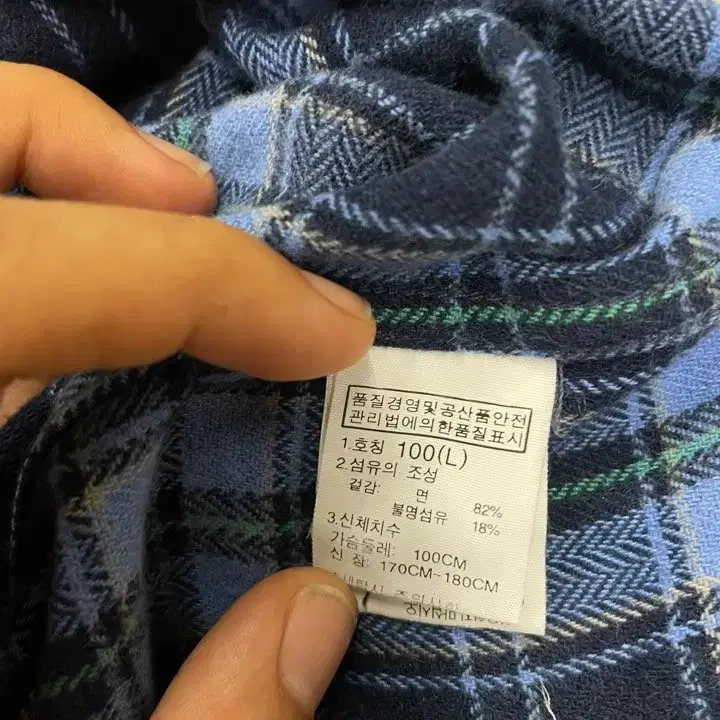 품질경영및공산품안전
관리법에의한품질표시
1.호칭 100(L)
2.섬유의 조성
겉감: 면 82%
불명섬유 18%
3.신체치수
가슴둘레: 100CM
신 장: 170CM~180CM